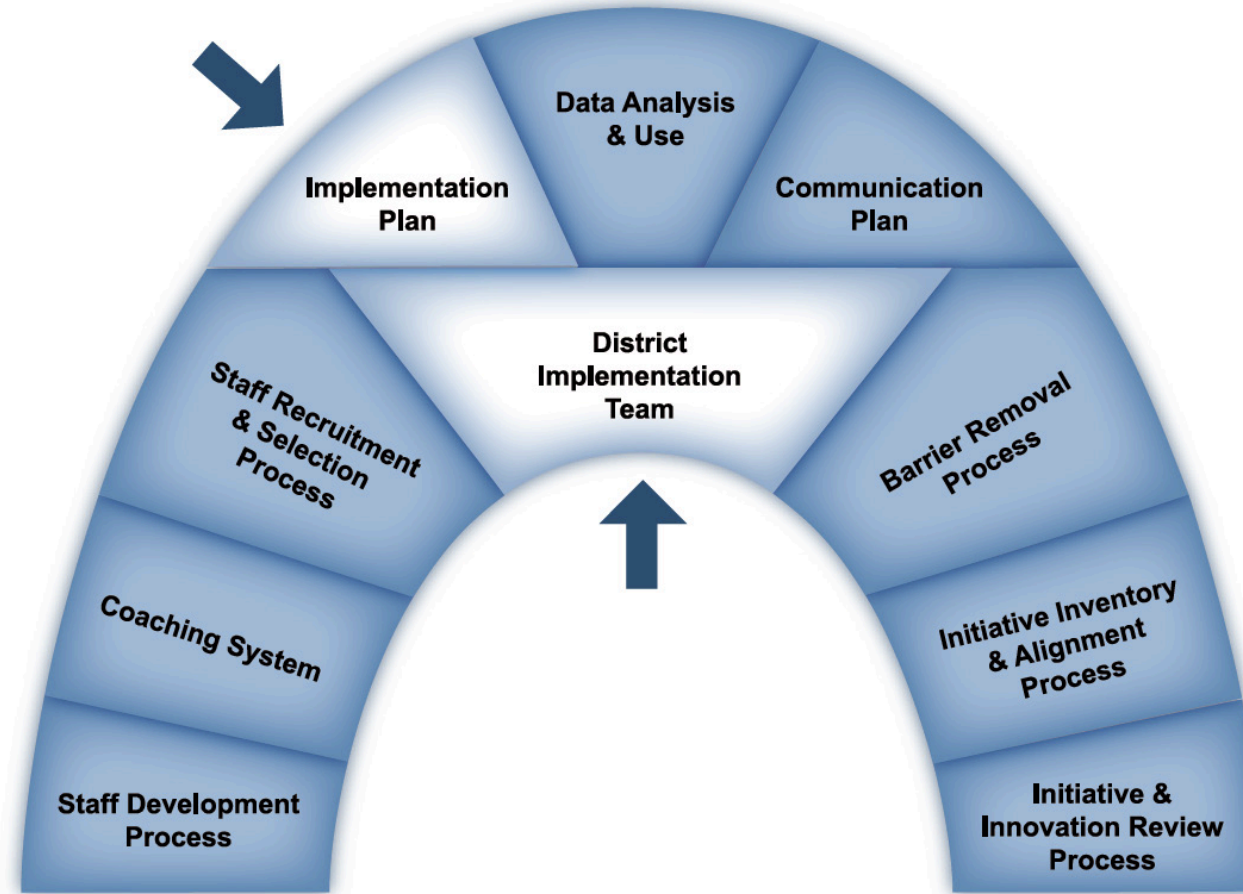 Data Analysis
& Use
Implementation
Plan
Communication
Plan
District
Implementation
Team
Staff Recruitment
& Selection
Process
Barrier Removal
Process
Coaching System
Initiative Inventory
& Alignment
Process
Staff Development
Process
Initiative &
Innovation Review
Process